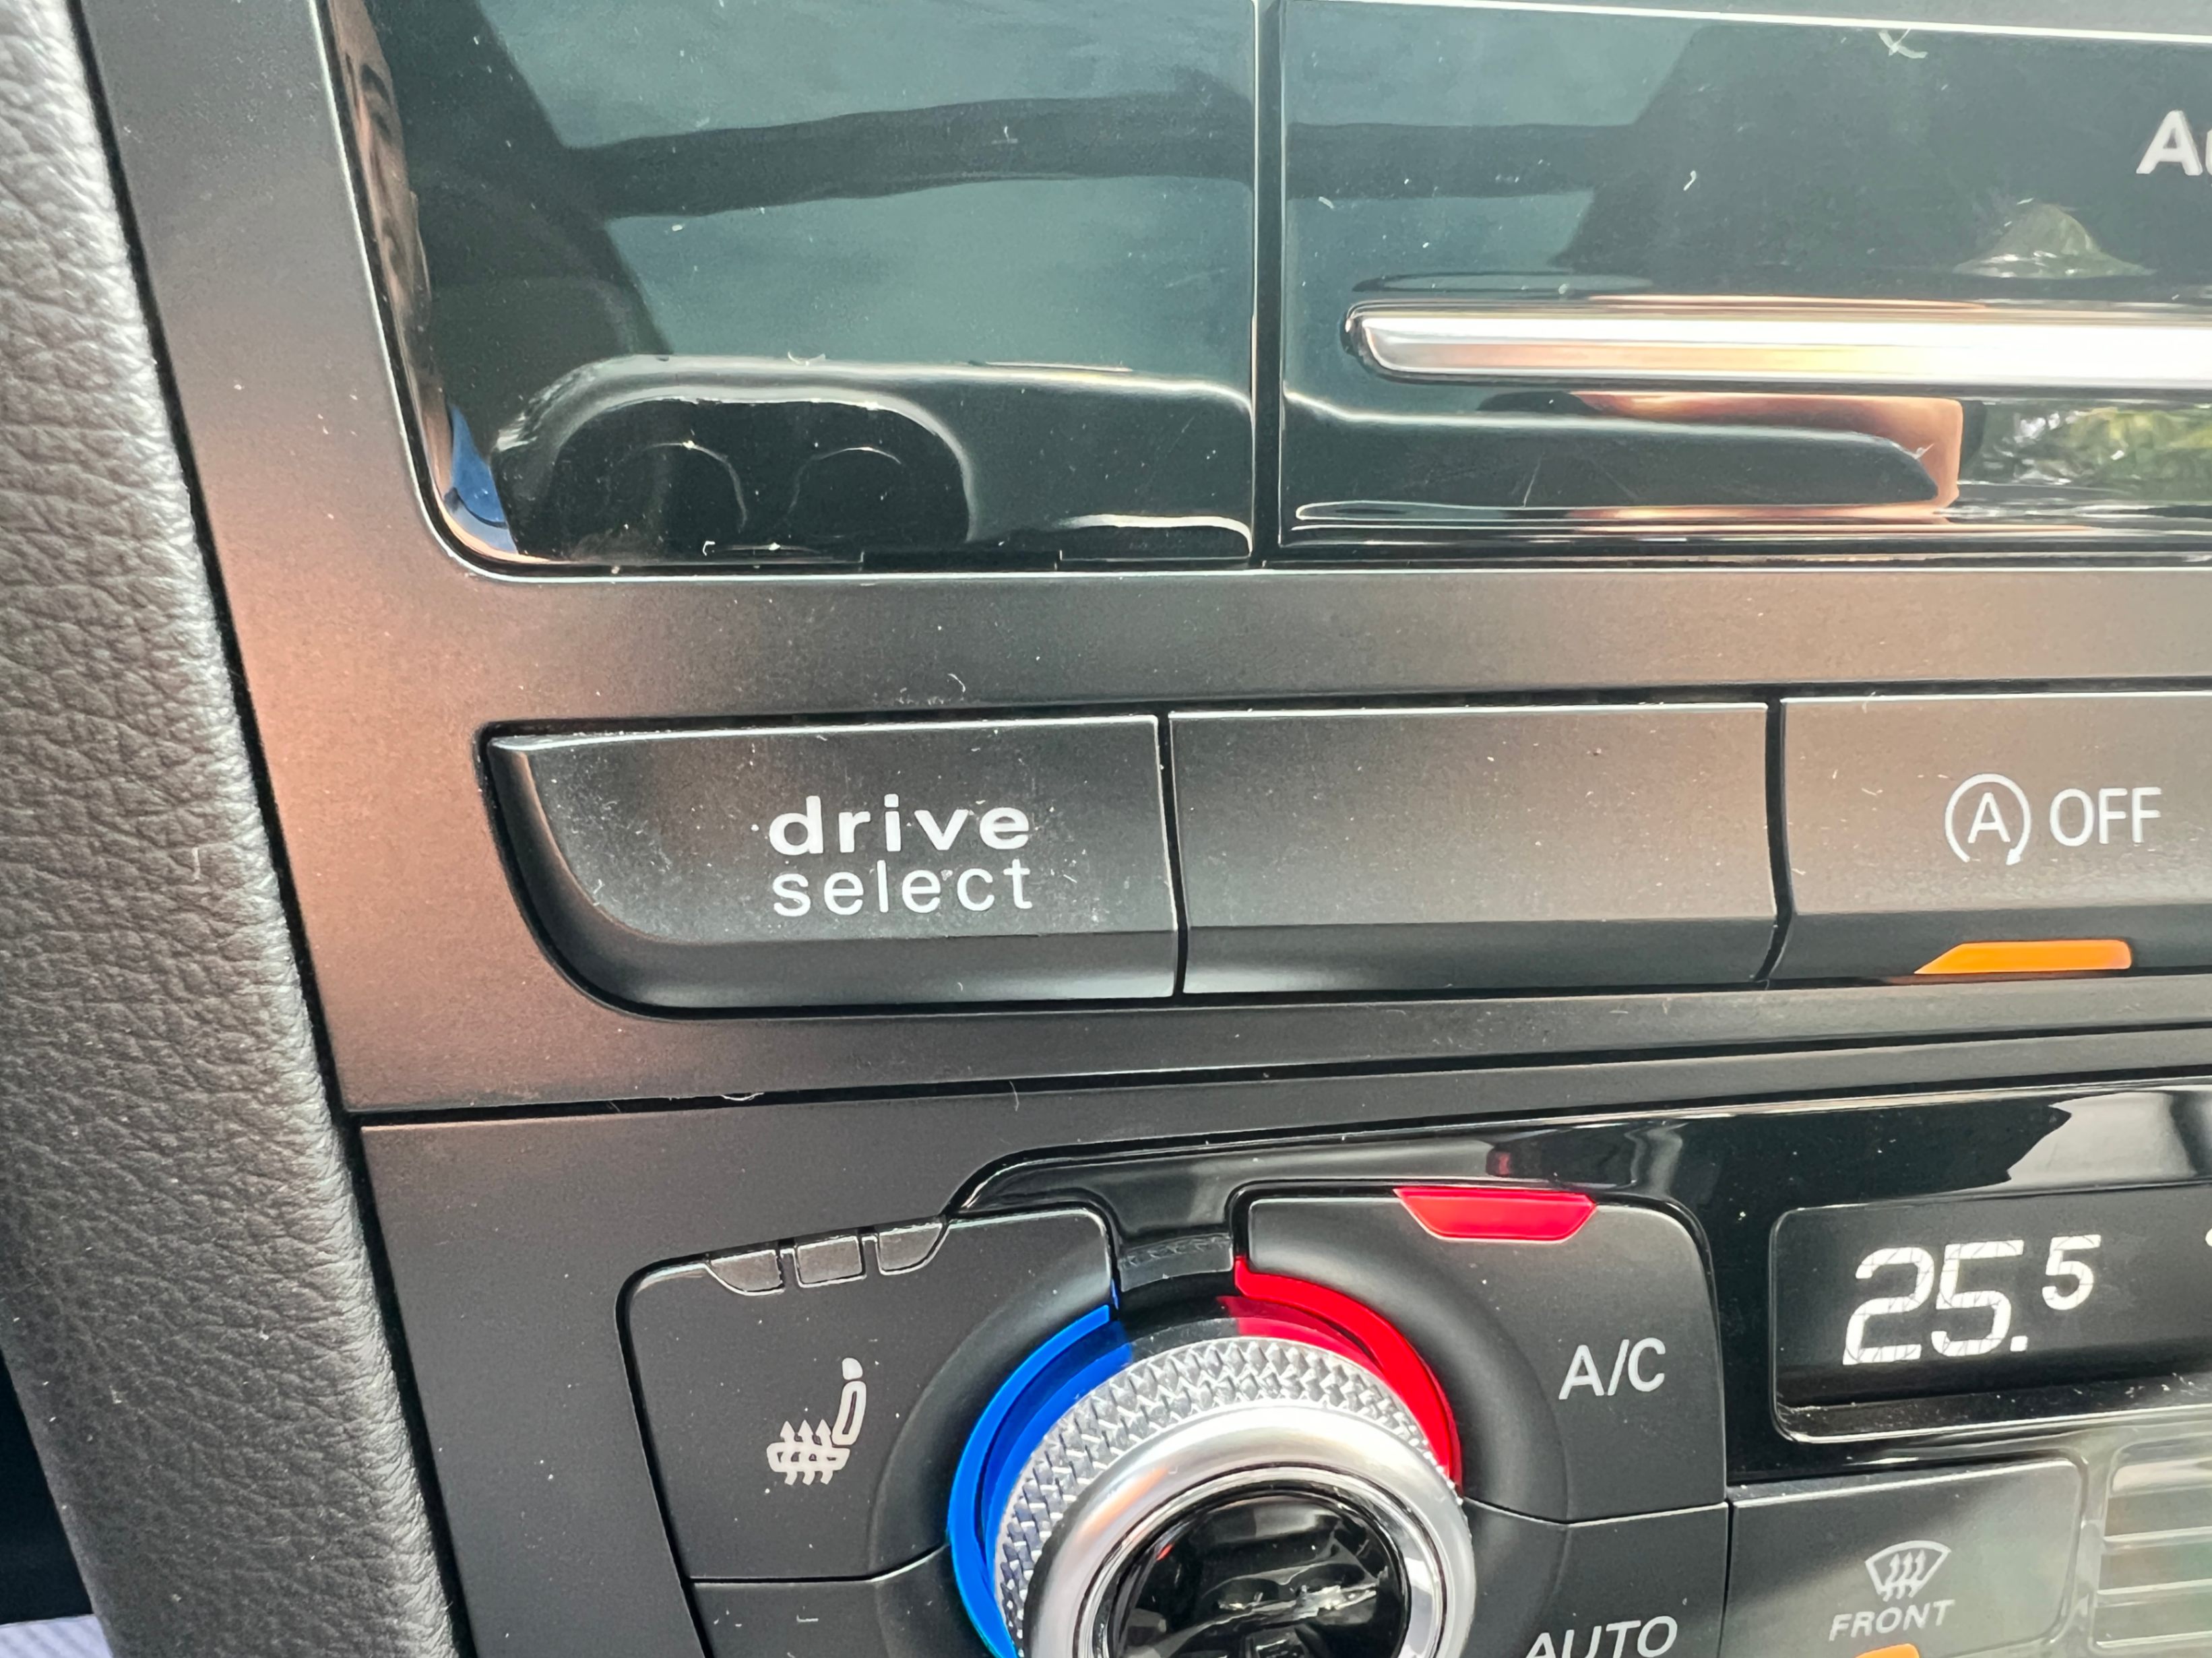 drive
select
A OFF
25.5
A/C
FRONT
AUTO